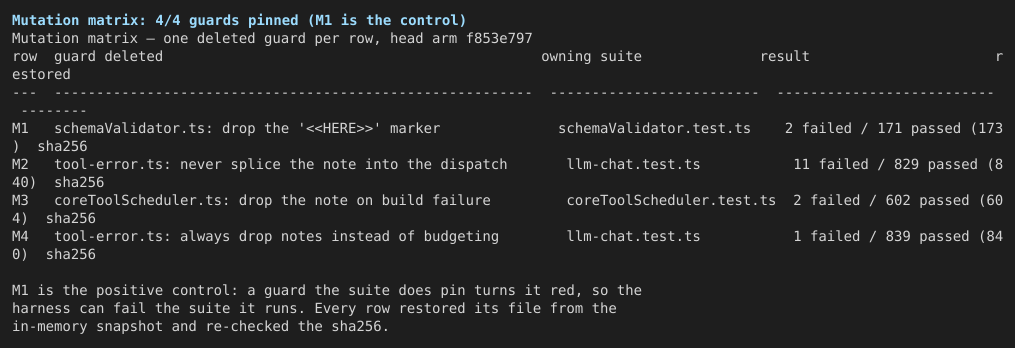 Mutation matrix: 4/4 guards pinned (M1 is the control)
Mutation matrix — one deleted guard per row, head arm f853e797
row  guard deleted                                             owning suite              result                      r
estored
---  ---------------------------------------------------------  -------------------------  --------------------------
 --------
M1   schemaValidator.ts: drop the '<<HERE>>' marker              schemaValidator.test.ts    2 failed / 171 passed (173
)  sha256
M2   tool-error.ts: never splice the note into the dispatch       llm-chat.test.ts           11 failed / 829 passed (8
40)  sha256
M3   coreToolScheduler.ts: drop the note on build failure         coreToolScheduler.test.ts  2 failed / 602 passed (60
4)  sha256
M4   tool-error.ts: always drop notes instead of budgeting        llm-chat.test.ts           1 failed / 839 passed (84
0)  sha256

M1 is the positive control: a guard the suite does pin turns it red, so the
harness can fail the suite it runs. Every row restored its file from the
in-memory snapshot and re-checked the sha256.